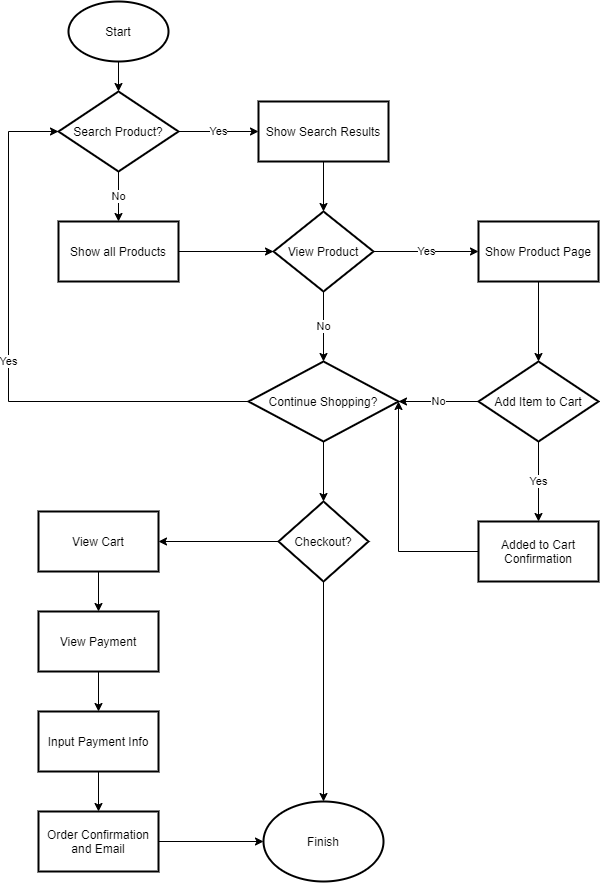 Start
Search Product?
Yes
Show Search Results
No
Show all Products
View Product
Yes
Show Product Page
No
Yes
Continue Shopping?
No
Add Item to Cart
Yes
View Cart
Checkout?
Added to Cart
Confirmation
View Payment
Input Payment Info
Order Confirmation
and Email
Finish